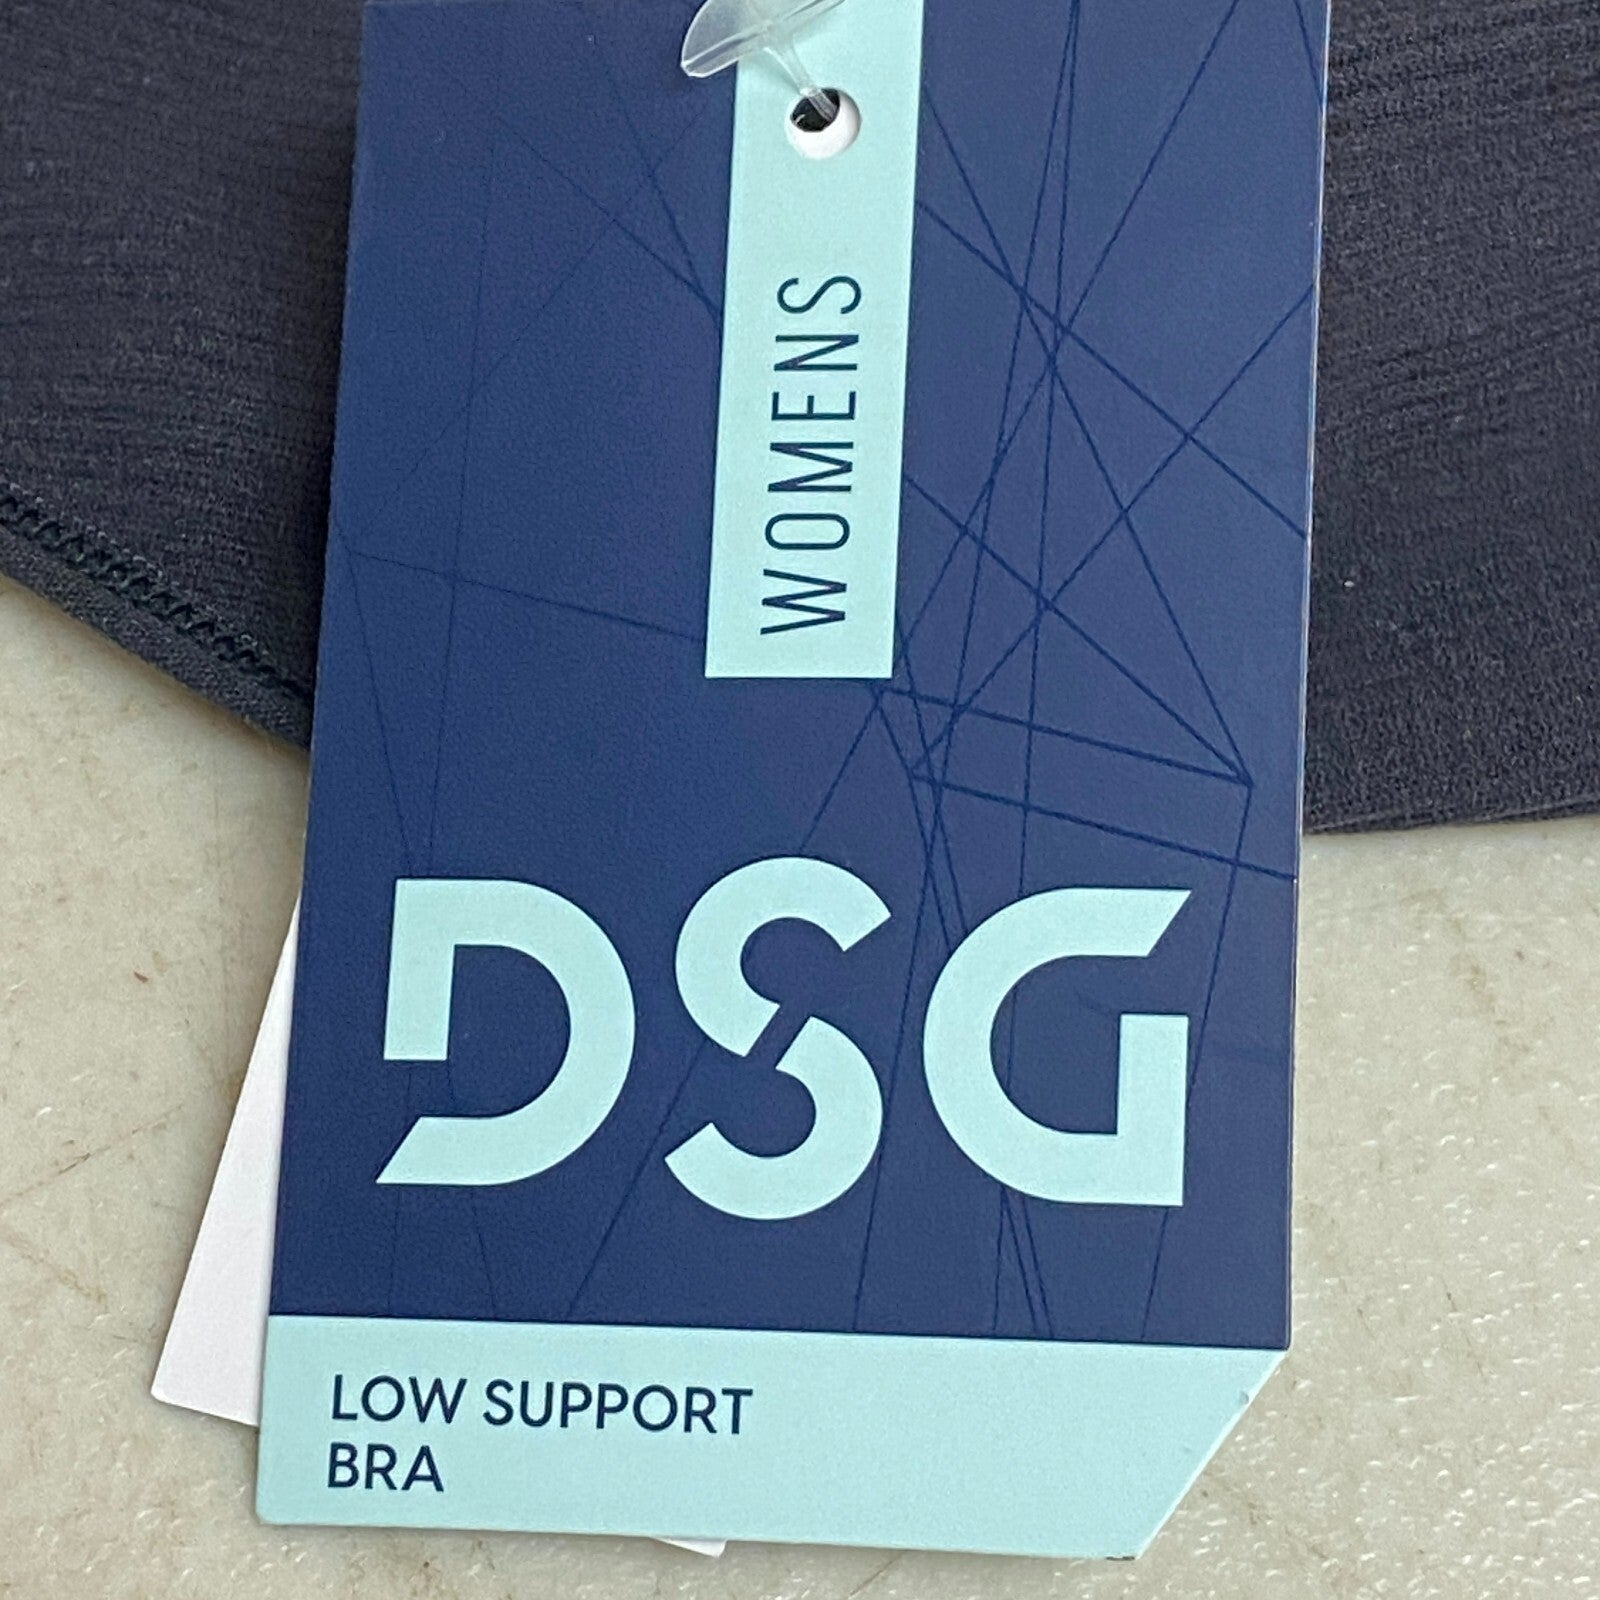 WOMENS
DSG
LOW SUPPORT
BRA